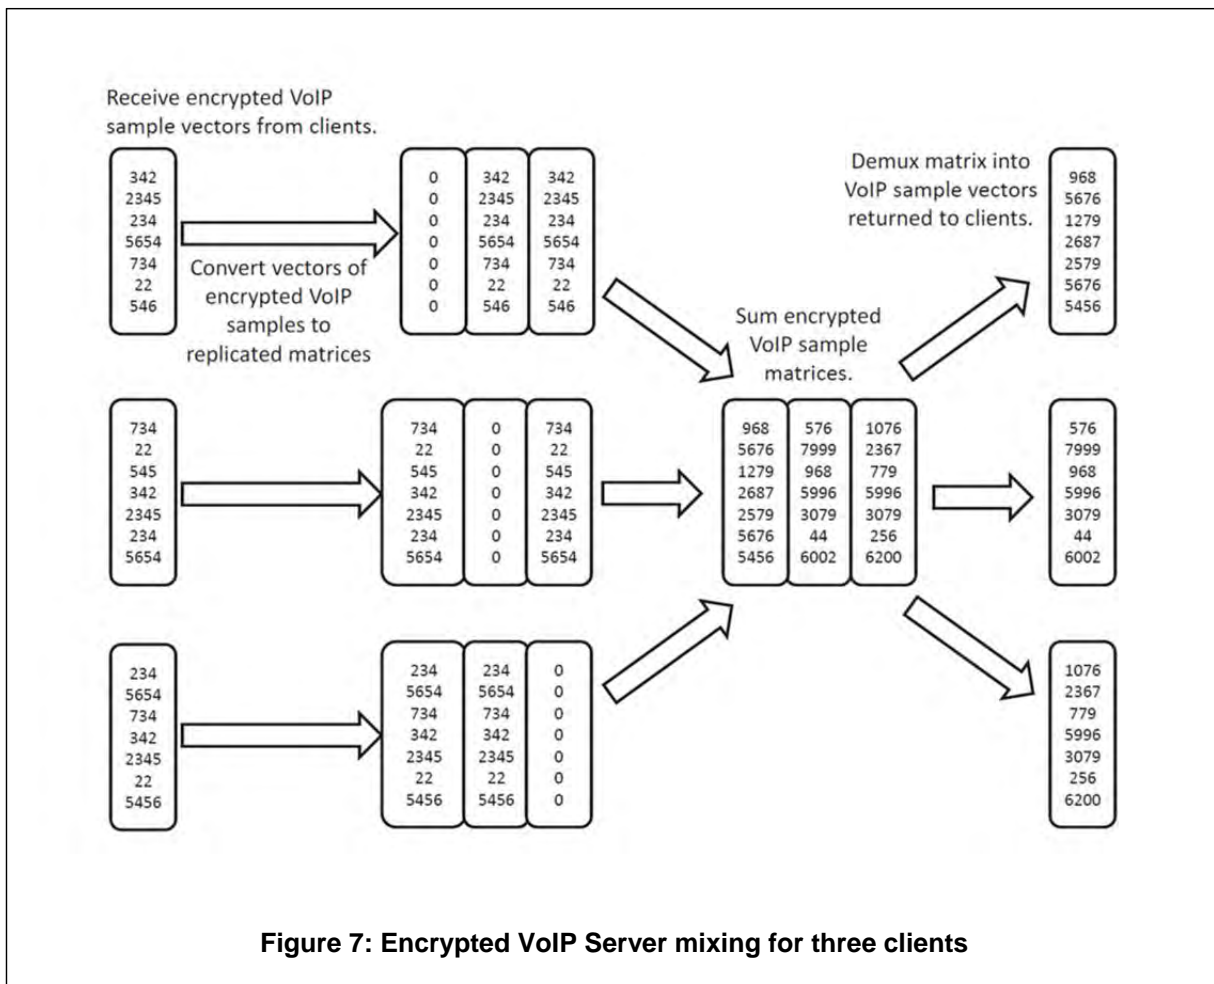 Receive encrypted VoIP
sample vectors from clients.
342
2345
234
5654
734
22
546
Convert vectors of
encrypted VoIP
samples to
replicated matrices
0 342 342
0 2345 2345
0 234 234
0 5654 5654
0 734 734
0 22 22
0 546 546
Demux matrix into
VoIP sample vectors
returned to clients.
968
5676
1279
2687
2579
5676
5456
Sum encrypted
VoIP sample
matrices.
734
22
545
342
2345
234
5654
734 0 734
22 0 22
545 0 545
342 0 342
2345 0 2345
234 0 234
5654 0 5654
968 576 1076
5676 7999 2367
1279 968 779
2687 5996 5996
2579 3079 3079
5676 44 256
5456 6002 6200
576
7999
968
5996
3079
44
6002
234
5654
734
342
2345
22
5456
234 234 0
5654 5654 0
734 734 0
342 342 0
2345 2345 0
22 22 0
5456 5456 0
1076
2367
779
5996
3079
256
6200
Figure 7: Encrypted VoIP Server mixing for three clients